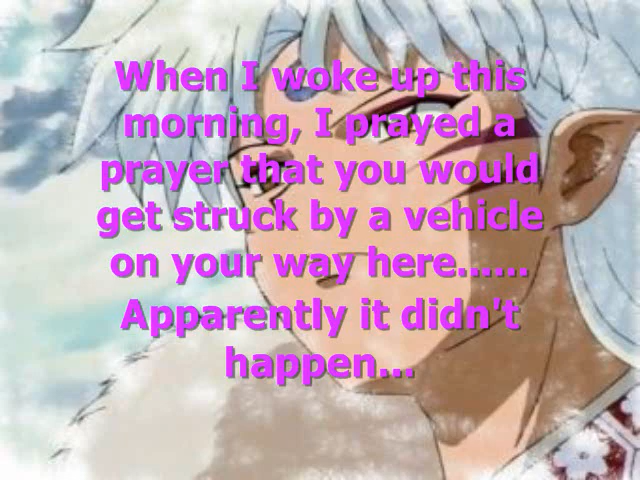 When I woke up this
morning, I prayed a
prayer that you would
get struck by a vehicle
on your way here......
Apparently it didn't
happen...